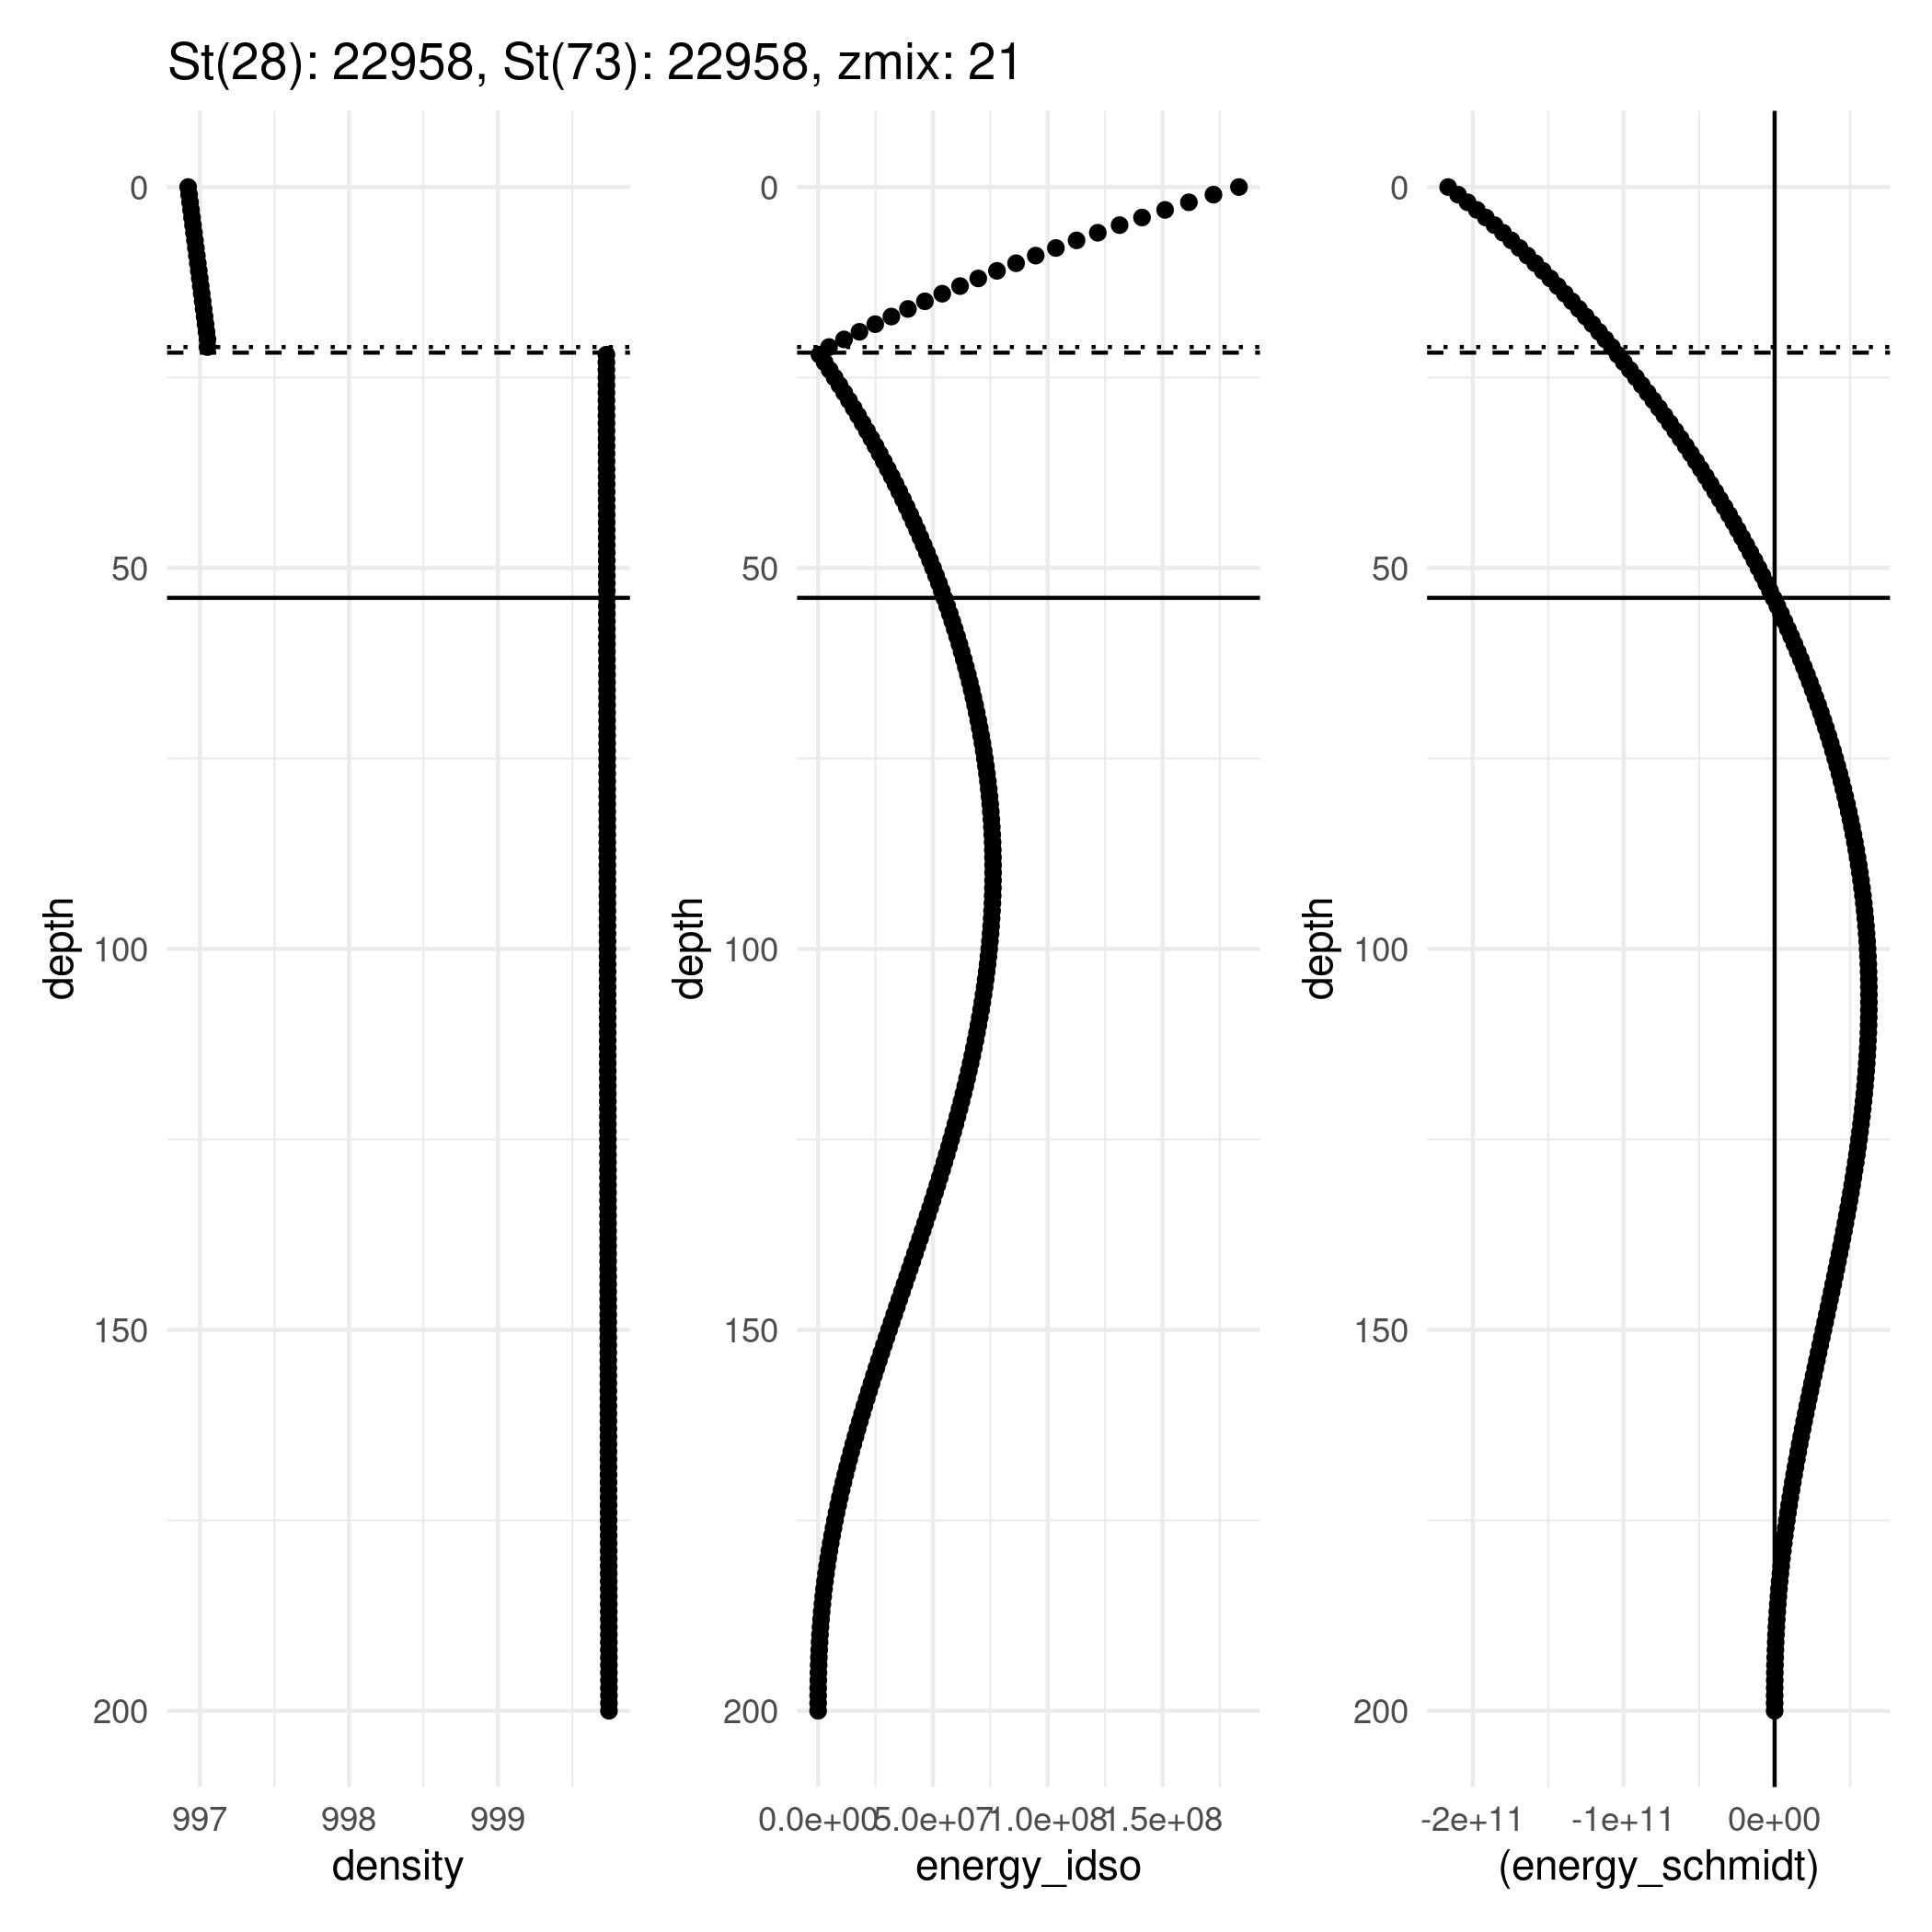 St(28): 22958, St(73): 22958, zmix: 21
0
50
100
150
200
depth
997 998 999
density
0
50
100
150
200
depth
0.0e+00 5.0e+07 1.0e+08 1.5e+08
energy_idso
0
50
100
150
200
depth
-2e+11 -1e+11 0e+00
(energy_schmidt)